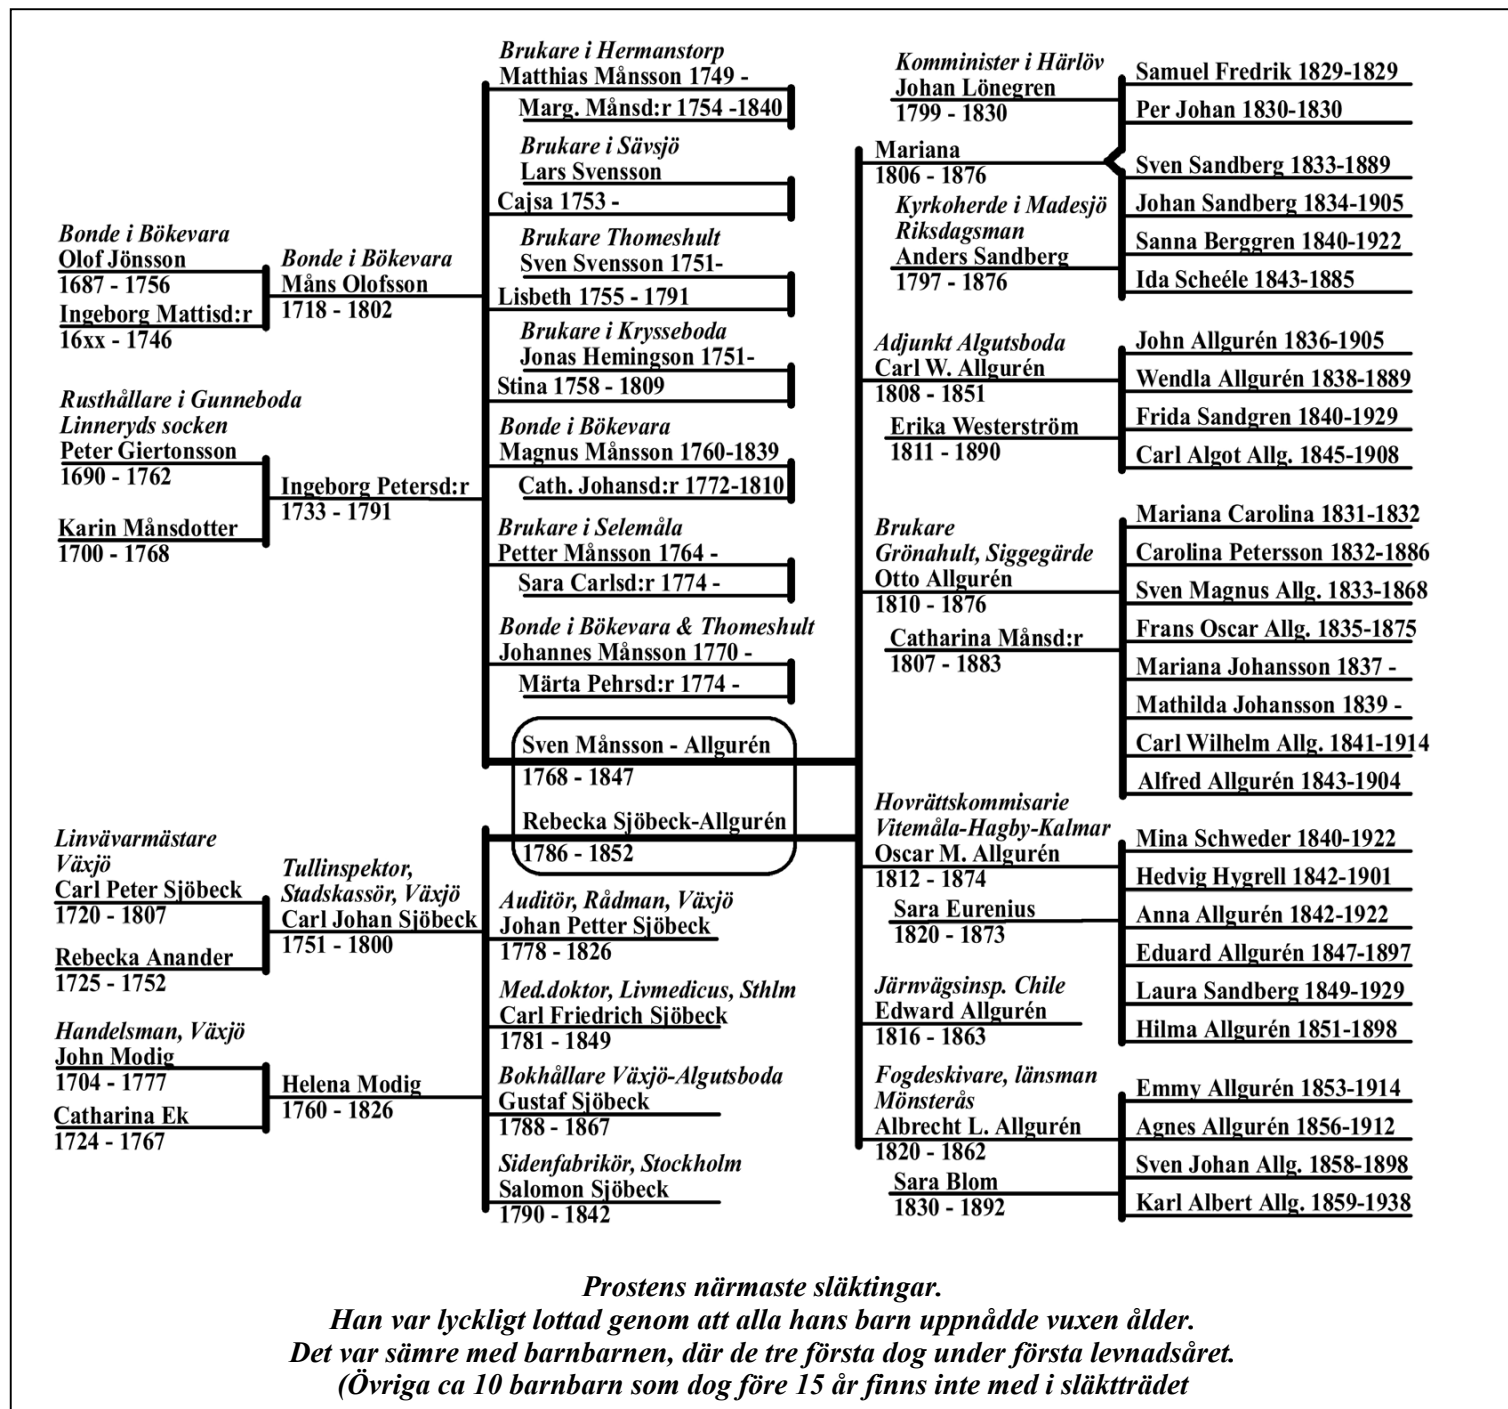 Bonde i Bökevara
Olof Jönsson
1687 - 1756
Ingeborg Mattisd:r
16xx - 1746
Rusthållare i Gunneboda
Linneryds socken
Peter Giertonsson
1690 - 1762
Karin Månsdotter
1700 - 1768
Linvävarmästare
Växjö
Carl Peter Sjöbeck
1720 - 1807
Rebecka Anander
1725 - 1752
Handelsman, Växjö
John Modig
1704 - 1777
Catharina Ek
1724 - 1767
Bonde i Bökevara
Måns Olofsson
1718 - 1802
Ingeborg Petersd:r
1733 - 1791
Tullinspektor,
Stadskassör, Växjö
Carl Johan Sjöbeck
1751 - 1800
Helena Modig
1760 - 1826
Brukare i Hermanstorp
Matthias Månsson 1749 -
Marg. Månsd:r 1754 -1840
Brukare i Sävsjö
Lars Svensson
Cajsa 1753 -
Brukare Thomeshult
Sven Svensson 1751-
Lisbeth 1755 - 1791
Brukare i Krysseboda
Jonas Hemingson 1751-
Stina 1758 - 1809
Bonde i Bökevara
Magnus Månsson 1760-1839
Cath. Johansd:r 1772-1810
Brukare i Selemåla
Petter Månsson 1764 -
Sara Carlsd:r 1774 -
Bonde i Bökevara & Thomeshult
Johannes Månsson 1770 -
Märta Pehrsd:r 1774 -
Sven Månsson - Allgurén
1768 - 1847
Rebecka Sjöbeck-Allgurén
1786 - 1852
Auditör, Rådman, Växjö
Johan Petter Sjöbeck
1778 - 1826
Med.doktor, Livmedicus, Sthlm
Carl Friedrich Sjöbeck
1781 - 1849
Bokhållare Växjö-Algutsboda
Gustaf Sjöbeck
1788 - 1867
Sidenfabrikör, Stockholm
Salomon Sjöbeck
1790 - 1842
Komminister i Härlöv
Johan Lönegren
1799 - 1830
Mariana
1806 - 1876
Kyrkoherde i Madesjö
Riksdagsman
Anders Sandberg
1797 - 1876
Adjunkt Algutsboda
Carl W. Allgurén
1808 - 1851
Erika Westerström
1811 - 1890
Brukare
Grönahult, Siggegärde
Otto Allgurén
1810 - 1876
Catharina Månsd:r
1807 - 1883
Hovrättskommisarie
Vitemåla-Hagby-Kalmar
Oscar M. Allgurén
1812 - 1874
Sara Eurenius
1820 - 1873
Järnvägsinsp. Chile
Edward Allgurén
1816 - 1863
Fogdeskivare, länsman
Mönsterås
Albrecht L. Allgurén
1820 - 1862
Sara Blom
1830 - 1892
Samuel Fredrik 1829-1829
Per Johan 1830-1830
Sven Sandberg 1833-1889
Johan Sandberg 1834-1905
Sanna Berggren 1840-1922
Ida Scheéle 1843-1885
John Allgurén 1836-1905
Wendla Allgurén 1838-1889
Frida Sandgren 1840-1929
Carl Algot Allg. 1845-1908
Mariana Carolina 1831-1832
Carolina Petersson 1832-1886
Sven Magnus Allg. 1833-1868
Frans Oscar Allg. 1835-1875
Mariana Johansson 1837 -
Mathilda Johansson 1839 -
Carl Wilhelm Allg. 1841-1914
Alfred Allgurén 1843-1904
Mina Schweder 1840-1922
Hedvig Hygrell 1842-1901
Anna Allgurén 1842-1922
Eduard Allgurén 1847-1897
Laura Sandberg 1849-1929
Hilma Allgurén 1851-1898
Emmy Allgurén 1853-1914
Agnes Allgurén 1856-1912
Sven Johan Allg. 1858-1898
Karl Albert Allg. 1859-1938
Prostens närmaste släktingar.
Han var lyckligt lottad genom att alla hans barn uppnådde vuxen ålder.
Det var sämre med barnbarnen, där de tre första dog under första levnadsåret.
(Övriga ca 10 barnbarn som dog före 15 år finns inte med i släktträdet